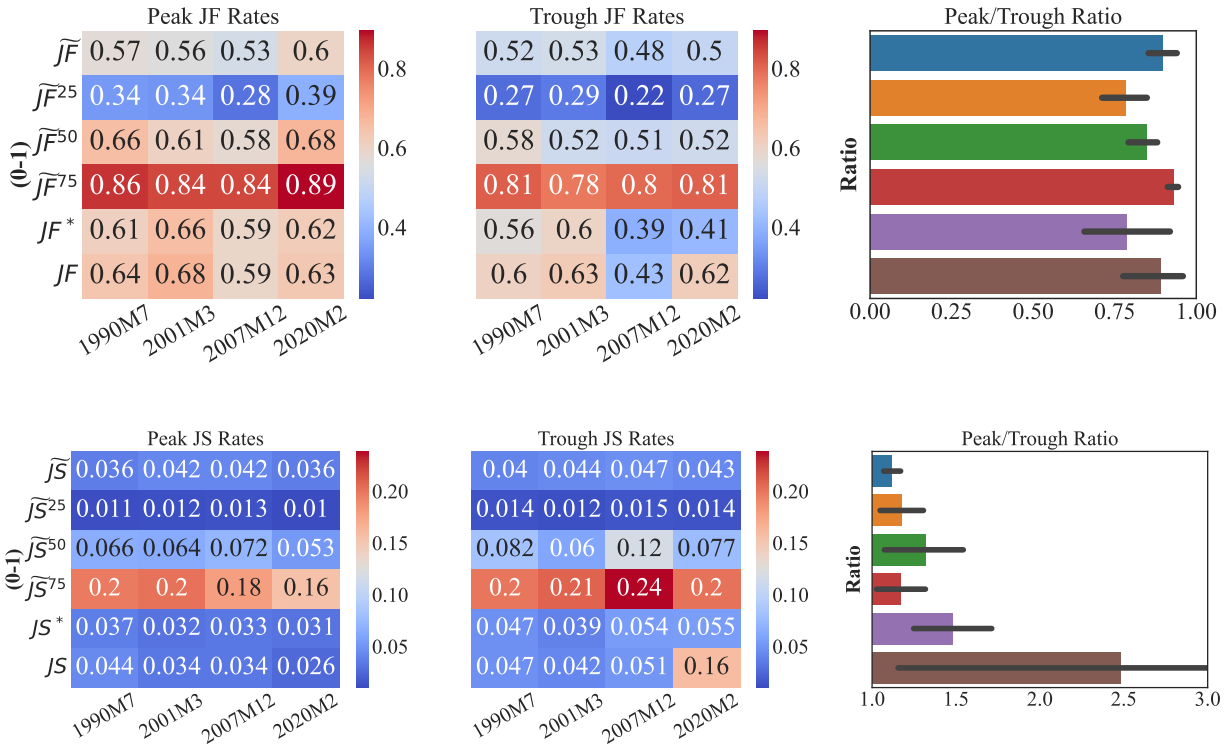 Peak JF Rates
Trough JF Rates
Peak/Trough Ratio
(0-1)
J̃F̃ 0.57 0.56 0.53 0.6
J̃F̃²⁵ 0.34 0.34 0.28 0.39
J̃F̃⁵⁰ 0.66 0.61 0.58 0.68
J̃F̃⁷⁵ 0.86 0.84 0.84 0.89
JF* 0.61 0.66 0.59 0.62
JF 0.64 0.68 0.59 0.63
1990M7 2001M3 2007M12 2020M2
0.8
0.6
0.4
0.52 0.53 0.48 0.5
0.27 0.29 0.22 0.27
0.58 0.52 0.51 0.52
0.81 0.78 0.8 0.81
0.56 0.6 0.39 0.41
0.6 0.63 0.43 0.62
1990M7 2001M3 2007M12 2020M2
0.8
0.6
0.4
Ratio
0.00 0.25 0.50 0.75 1.00
Peak JS Rates
Trough JS Rates
Peak/Trough Ratio
(0-1)
J̃S̃ 0.036 0.042 0.042 0.036
J̃S̃²⁵ 0.011 0.012 0.013 0.01
J̃S̃⁵⁰ 0.066 0.064 0.072 0.053
J̃S̃⁷⁵ 0.2 0.2 0.18 0.16
JS* 0.037 0.032 0.033 0.031
JS 0.044 0.034 0.034 0.026
1990M7 2001M3 2007M12 2020M2
0.20
0.15
0.10
0.05
0.04 0.044 0.047 0.043
0.014 0.012 0.015 0.014
0.082 0.06 0.12 0.077
0.2 0.21 0.24 0.2
0.047 0.039 0.054 0.055
0.047 0.042 0.051 0.16
1990M7 2001M3 2007M12 2020M2
0.20
0.15
0.10
0.05
Ratio
1.0 1.5 2.0 2.5 3.0